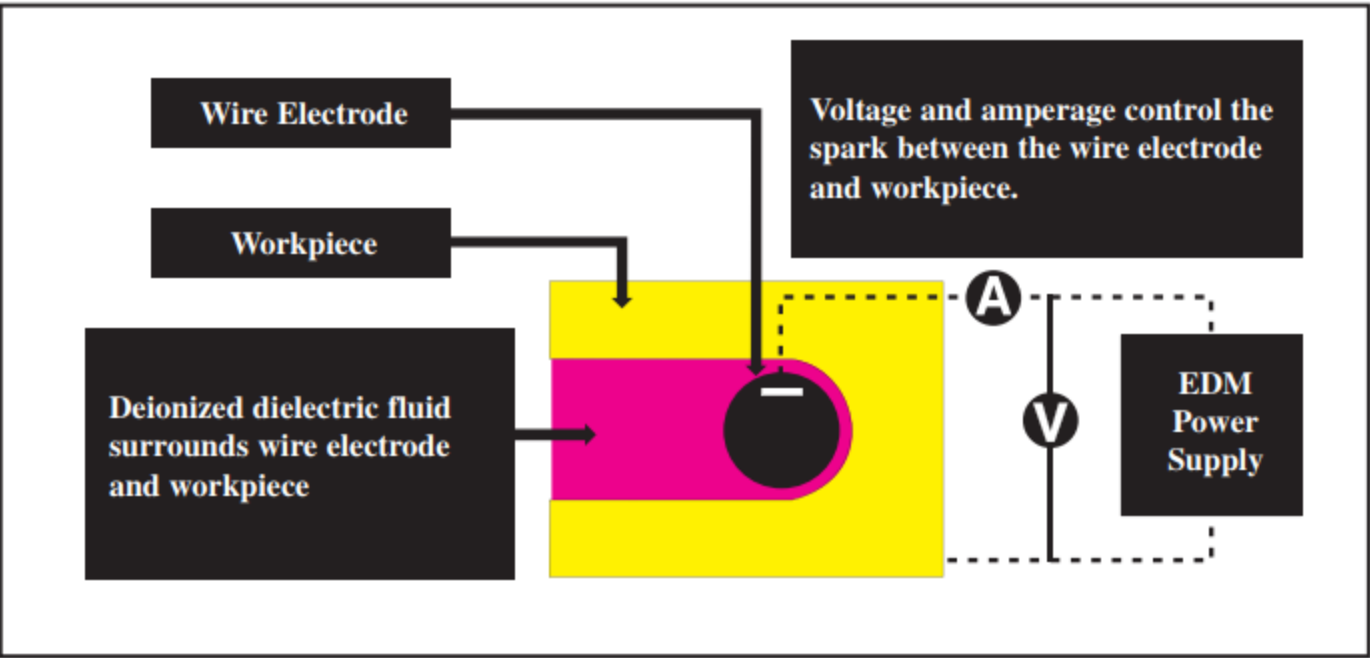 Wire Electrode
Voltage and amperage control the
spark between the wire electrode
and workpiece.
Workpiece
A
Deionized dielectric fluid
surrounds wire electrode
and workpiece
V
EDM
Power
Supply